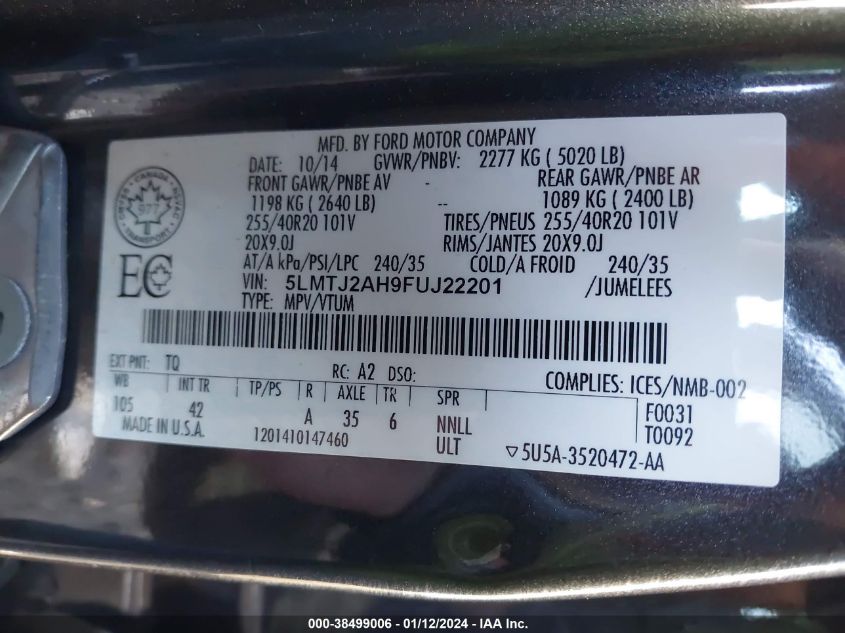 MFD. BY FORD MOTOR COMPANY
DATE: 10/14 GVWR/PNBV: 2277 KG ( 5020 LB)
FRONT GAWR/PNBE AV - REAR GAWR/PNBE AR
1198 KG ( 2640 LB) -- 1089 KG ( 2400 LB)
255/40R20 101V TIRES/PNEUS 255/40R20 101V
20X9.0J RIMS/JANTES 20X9.0J
AT/A kPa/PSI/LPC 240/35 COLD/A FROID 240/35
VIN: 5LMTJ2AH9FUJ22201 /JUMELEES
TYPE: MPV/VTUM
CANADA
977
TRANSPORT
EC
EXT PNT: TQ RC: A2 DSO: COMPLIES: ICES/NMB-002
WB INT TR TP/PS R AXLE TR SPR F0031
105 42 A 35 6 NNLL T0092
MADE IN U.S.A. 1201410147460 ULT ▽5U5A-3520472-AA
000-38499006 - 01/12/2024 - IAA Inc.